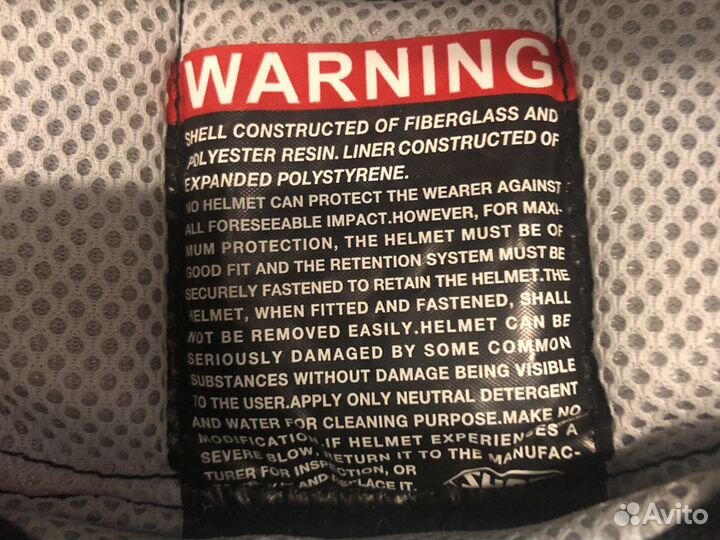 WARNING
SHELL CONSTRUCTED OF FIBERGLASS AND
POLYESTER RESIN. LINER CONSTRUCTED OF
EXPANDED POLYSTYRENE.
NO HELMET CAN PROTECT THE WEARER AGAINST
ALL FORESEEABLE IMPACT.HOWEVER, FOR MAXI-
MUM PROTECTION, THE HELMET MUST BE OF
GOOD FIT AND THE RETENTION SYSTEM MUST BE
SECURELY FASTENED TO RETAIN THE HELMET.THE
HELMET, WHEN FITTED AND FASTENED, SHALL
NOT BE REMOVED EASILY.HELMET CAN BE
SERIOUSLY DAMAGED BY SOME COMMON
SUBSTANCES WITHOUT DAMAGE BEING VISIBLE
TO THE USER.APPLY ONLY NEUTRAL DETERGENT
AND WATER FOR CLEANING PURPOSE.MAKE NO
MODIFICATION.IF HELMET EXPERIENCES A
SEVERE BLOW, RETURN IT TO THE MANUFAC-
TURER FOR INSPECTION, OR
AND REPLACE IT.
Avito